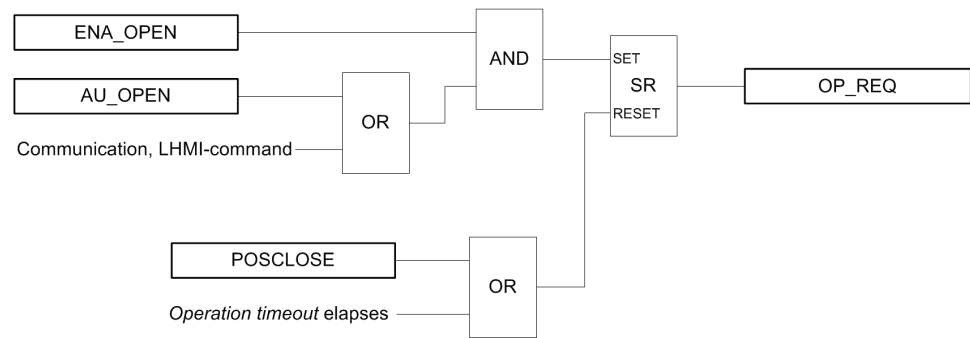 ENA_OPEN
AND
SET
SR
OP_REQ
AU_OPEN
OR
RESET
Communication, LHMI-command
POSCLOSE
OR
Operation timeout elapses